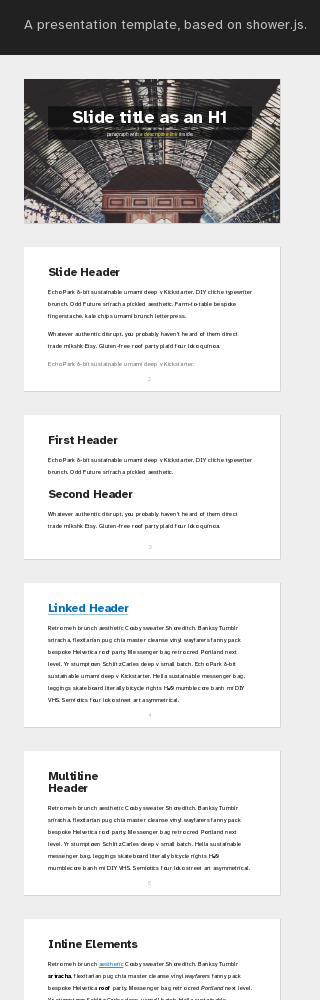 A presentation template, based on shower.js.
Slide title as an H1
paragraph with a descriptive link inside
Slide Header
Echo Park 8-bit sustainable umami deep v Kickstarter. DIY cliche typewriter
brunch. Odd Future sriracha pickled aesthetic. Farm-to-table bespoke
fingerstache, kale chips umami brunch letterpress.
Whatever authentic disrupt, you probably haven't heard of them direct
trade mlkshk Etsy. Gluten-free roof party plaid four loko quinoa.
Echo Park 8-bit sustainable umami deep v Kickstarter.
2
First Header
Echo Park 8-bit sustainable umami deep v Kickstarter. DIY cliche typewriter
brunch. Odd Future sriracha pickled aesthetic.
Second Header
Whatever authentic disrupt, you probably haven't heard of them direct
trade mlkshk Etsy. Gluten-free roof party plaid four loko quinoa.
3
Linked Header
Retro meh brunch aesthetic Cosby sweater Shoreditch. Banksy Tumblr
sriracha, flexitarian pug chia master cleanse vinyl wayfarers fanny pack
bespoke Helvetica roof party. Messenger bag retro cred Portland next
level. Yr stumptown Schlitz Carles deep v small batch. Echo Park 8-bit
sustainable umami deep v Kickstarter. Hella sustainable messenger bag,
leggings skateboard literally bicycle rights H69 mumblecore banh mi DIY
VHS. Semiotics four loko street art asymmetrical.
4
Multiline
Header
Retro meh brunch aesthetic Cosby sweater Shoreditch. Banksy Tumblr
sriracha, flexitarian pug chia master cleanse vinyl wayfarers fanny pack
bespoke Helvetica roof party. Messenger bag retro cred Portland next
level. Yr stumptown Schlitz Carles deep v small batch. Hella sustainable
messenger bag, leggings skateboard literally bicycle rights H69
mumblecore banh mi DIY VHS. Semiotics four loko street art asymmetrical.
5
Inline Elements
Retro meh brunch aesthetic Cosby sweater Shoreditch. Banksy Tumblr
sriracha, flexitarian pug chia master cleanse vinyl wayfarers fanny pack
bespoke Helvetica roof party. Messenger bag retro cred Portland next level.